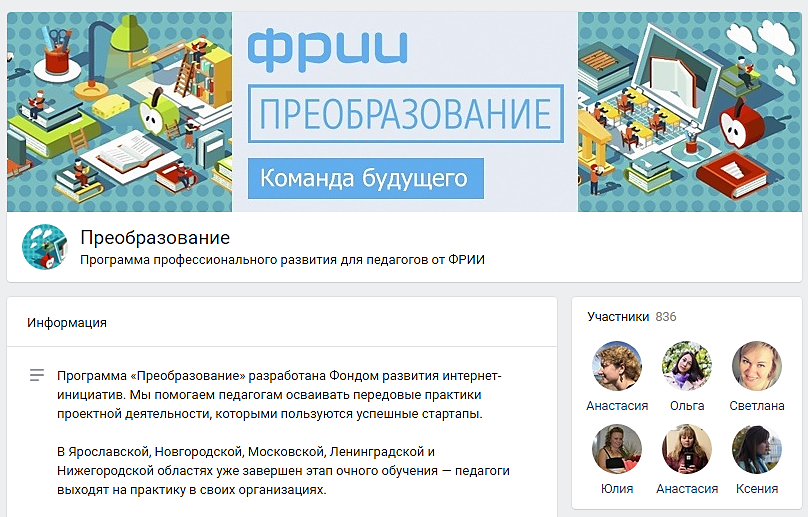 фрии
ПРЕОБРАЗОВАНИЕ
Команда будущего
Преобразование
Программа профессионального развития для педагогов от ФРИИ
Информация
Программа «Преобразование» разработана Фондом развития интернет-
инициатив. Мы помогаем педагогам осваивать передовые практики
проектной деятельности, которыми пользуются успешные стартапы.
В Ярославской, Новгородской, Московской, Ленинградской и
Нижегородской областях уже завершен этап очного обучения — педагоги
выходят на практику в своих организациях.
Участники 836
Анастасия Ольга Светлана
Юлия Анастасия Ксения